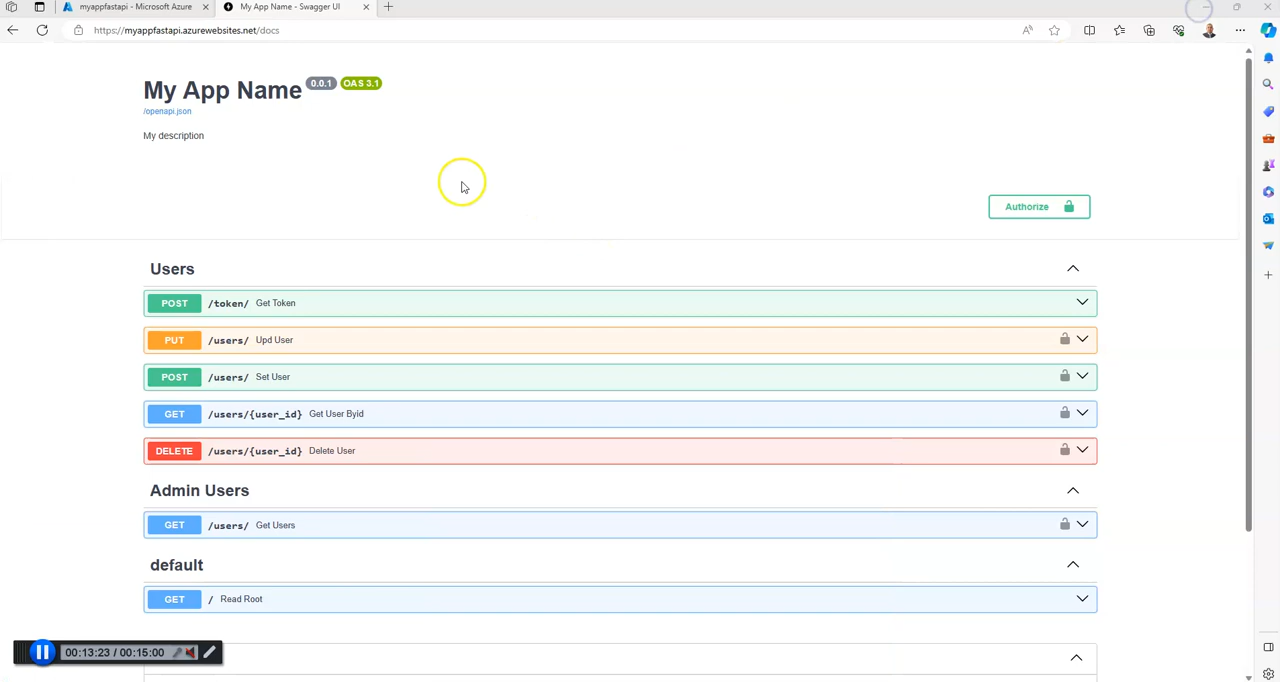 myappfastapi - Microsoft Azure
My App Name - Swagger UI
https://myappfastapi.azurewebsites.net/docs
My App Name 0.0.1 OAS 3.1
/openapi.json
My description
Authorize
Users
POST /token/ Get Token
PUT /users/ Upd User
POST /users/ Set User
GET /users/{user_id} Get User Byid
DELETE /users/{user_id} Delete User
Admin Users
GET /users/ Get Users
default
GET / Read Root
00:13:23 / 00:15:00